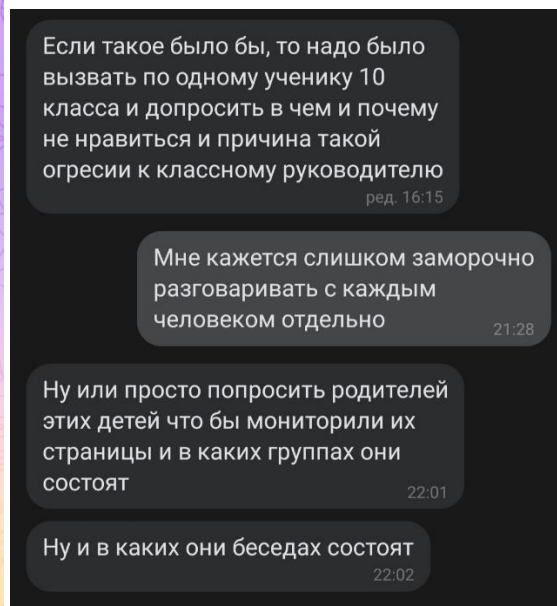 Если такое было бы, то надо было
вызвать по одному ученику 10
класса и допросить в чем и почему
не нравиться и причина такой
огресии к классному руководителю
ред. 16:15
Мне кажется слишком заморочно
разговаривать с каждым
человеком отдельно
21:28
Ну или просто попросить родителей
этих детей что бы мониторили их
страницы и в каких группах они
состоят
22:01
Ну и в каких они беседах состоят
22:02